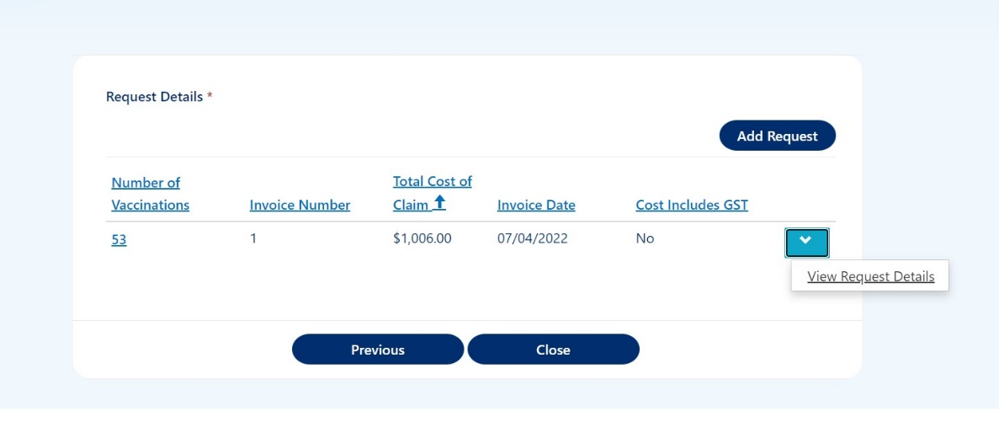 Request Details *
Add Request
Number of Vaccinations Invoice Number Total Cost of Claim Invoice Date Cost Includes GST
53 1 $1,006.00 07/04/2022 No
View Request Details
Previous Close